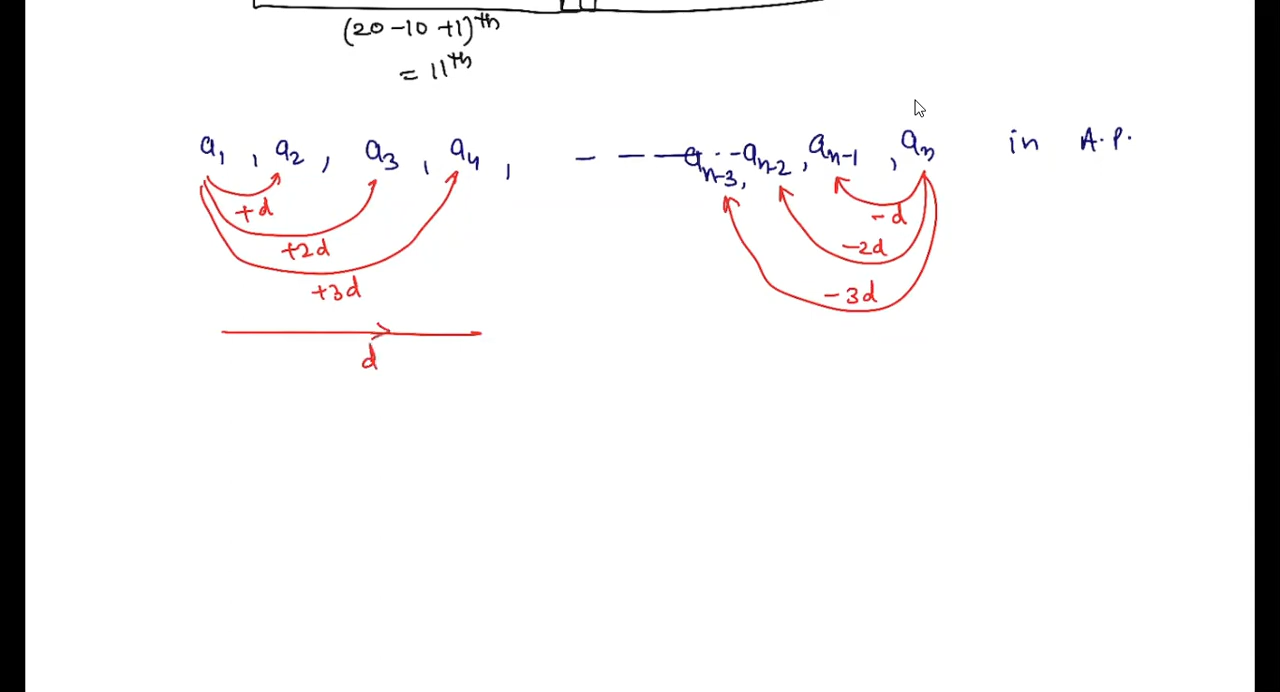 (20-10+1)th
= 11th
a1, a2, a3, a4, - - — an-3, --an-2, an-1, an in A.P.
+d -d
+2d -2d
+3d -3d
d